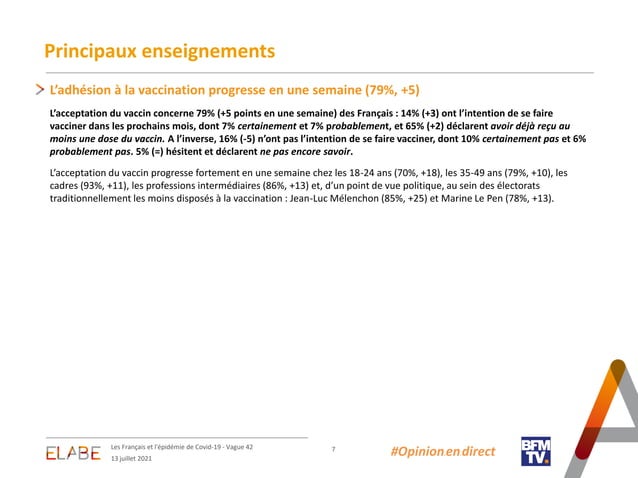 Principaux enseignements
L’adhésion à la vaccination progresse en une semaine (79%, +5)
L’acceptation du vaccin concerne 79% (+5 points en une semaine) des Français : 14% (+3) ont l’intention de se faire
vacciner dans les prochains mois, dont 7% certainement et 7% probablement, et 65% (+2) déclarent avoir déjà reçu au
moins une dose du vaccin. A l’inverse, 16% (-5) n’ont pas l’intention de se faire vacciner, dont 10% certainement pas et 6%
probablement pas. 5% (=) hésitent et déclarent ne pas encore savoir.
L’acceptation du vaccin progresse fortement en une semaine chez les 18-24 ans (70%, +18), les 35-49 ans (79%, +10), les
cadres (93%, +11), les professions intermédiaires (86%, +13) et, d’un point de vue politique, au sein des électorats
traditionnellement les moins disposés à la vaccination : Jean-Luc Mélenchon (85%, +25) et Marine Le Pen (78%, +13).
ELABE
Les Français et l'épidémie de Covid-19 - Vague 42
13 juillet 2021
7
#Opinion en direct
BFM
TV.